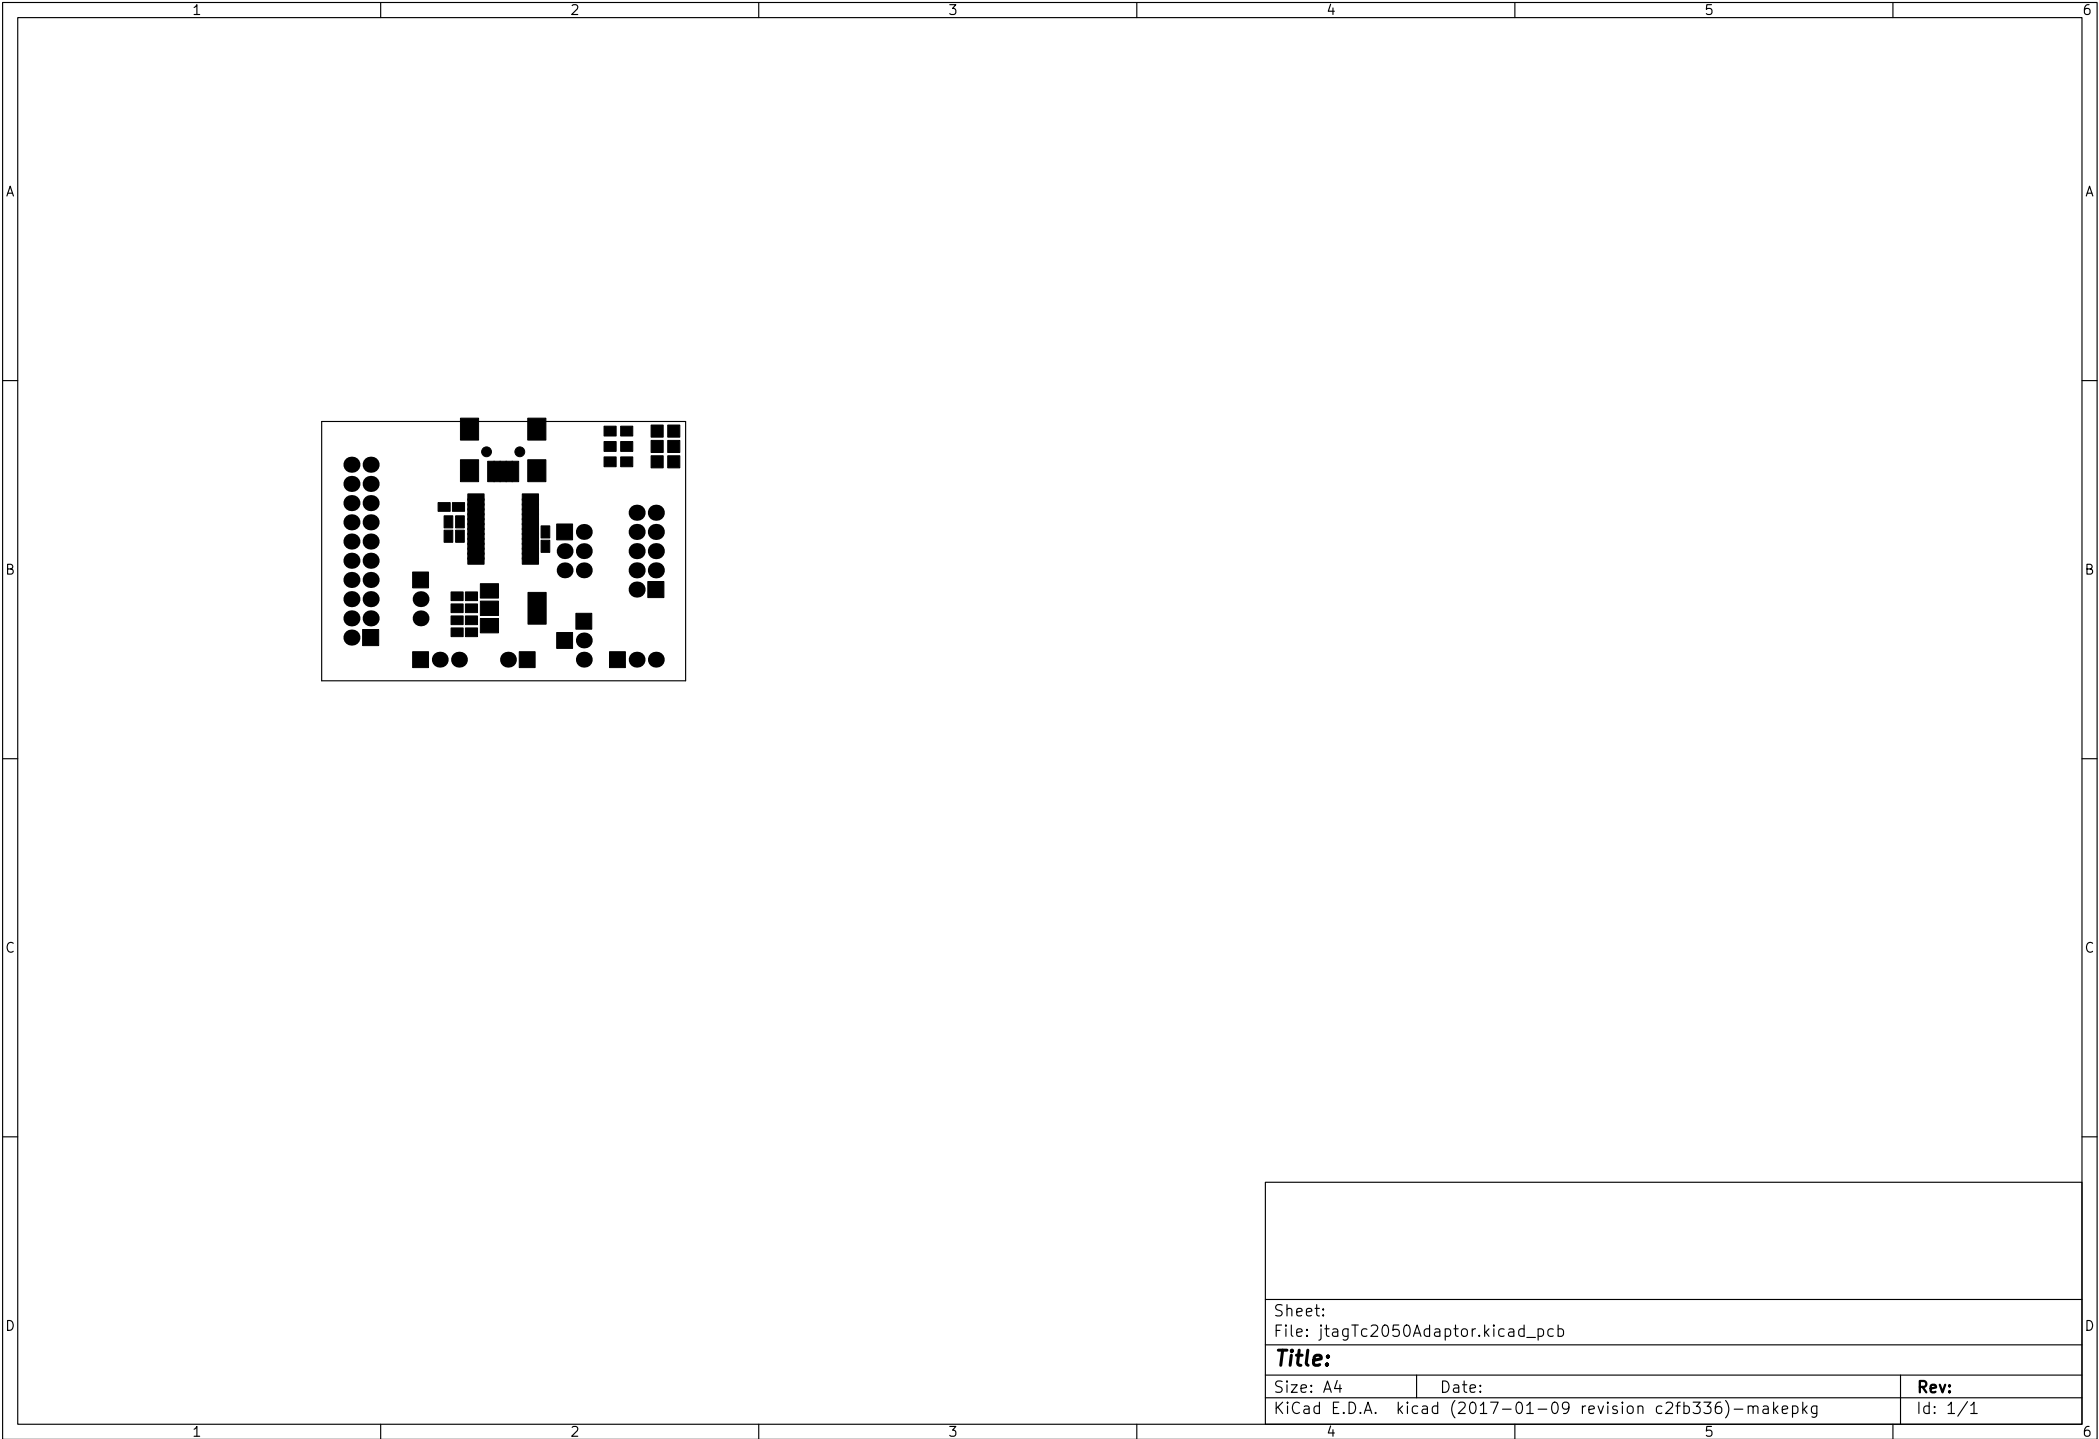 1 2 3 4 5 6
A A
B B
C C
D D
Sheet:
File: jtagTc2050Adaptor.kicad_pcb
Title:
Size: A4 Date: Rev:
KiCad E.D.A. kicad (2017-01-09 revision c2fb336)-makepkg Id: 1/1
1 2 3 4 5 6